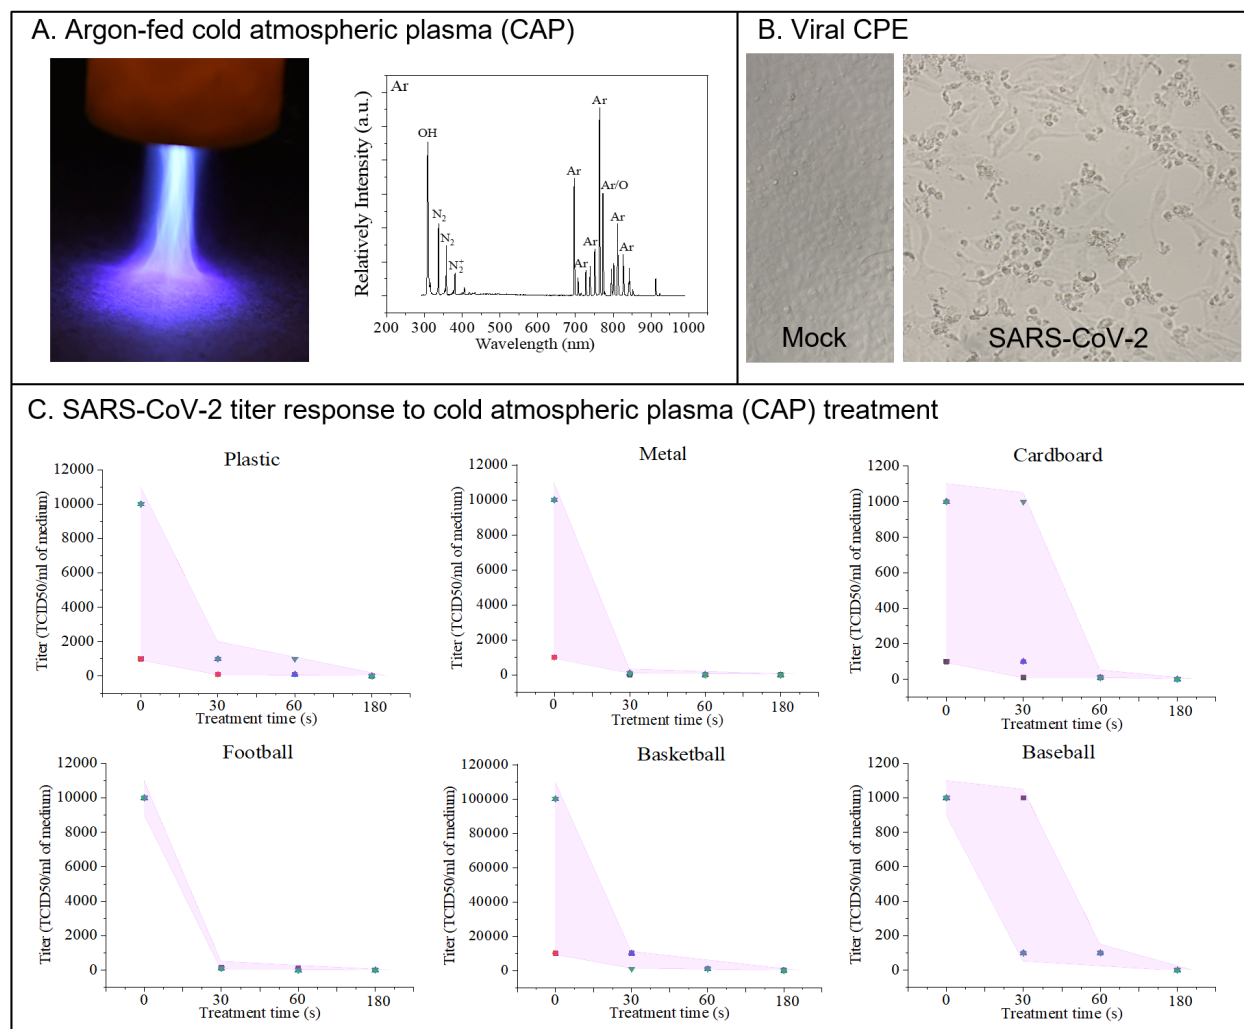 A. Argon-fed cold atmospheric plasma (CAP)
Ar
Relatively Intensity (a.u.)
OH
N2
N2
N2+
Ar
Ar
Ar
Ar
Ar/O
Ar
Ar
200 300 400 500 600 700 800 900 1000
Wavelength (nm)
B. Viral CPE
Mock
SARS-CoV-2
C. SARS-CoV-2 titer response to cold atmospheric plasma (CAP) treatment
Plastic
Titer (TCID50/ml of medium)
12000
10000
8000
6000
4000
2000
0
0 30 60 180
Treatment time (s)
Metal
Titer (TCID50/ml of medium)
12000
10000
8000
6000
4000
2000
0
0 30 60 180
Tretment time (s)
Cardboard
Titer (TCID50/ml of medium)
1200
1000
800
600
400
200
0
0 30 60 180
Treatment time (s)
Football
Titer (TCID50/ml of medium)
12000
10000
8000
6000
4000
2000
0
0 30 60 180
Treatment time (s)
Basketball
Titer (TCID50/ml of medium)
120000
100000
80000
60000
40000
20000
0
0 30 60 180
Treatment time (s)
Baseball
Titer (TCID50/ml of medium)
1200
1000
800
600
400
200
0
0 30 60 180
Treatment time (s)